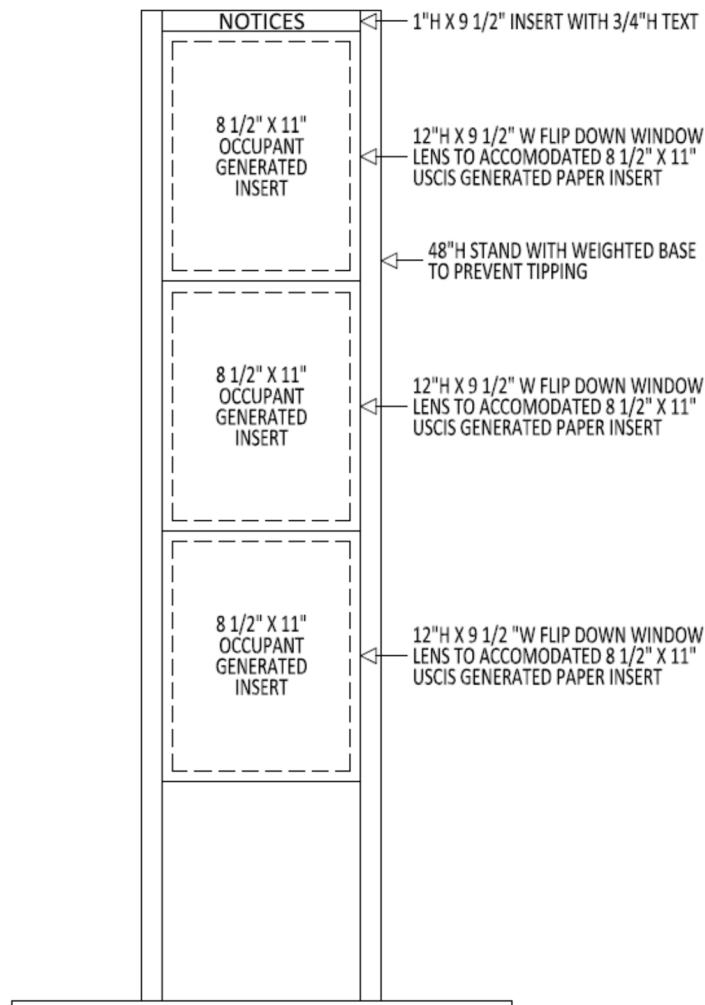 NOTICES
1"H X 9 1/2" INSERT WITH 3/4"H TEXT
8 1/2" X 11"
OCCUPANT
GENERATED
INSERT
12"H X 9 1/2" W FLIP DOWN WINDOW
LENS TO ACCOMODATED 8 1/2" X 11"
USCIS GENERATED PAPER INSERT
48"H STAND WITH WEIGHTED BASE
TO PREVENT TIPPING
8 1/2" X 11"
OCCUPANT
GENERATED
INSERT
12"H X 9 1/2" W FLIP DOWN WINDOW
LENS TO ACCOMODATED 8 1/2" X 11"
USCIS GENERATED PAPER INSERT
8 1/2" X 11"
OCCUPANT
GENERATED
INSERT
12"H X 9 1/2 "W FLIP DOWN WINDOW
LENS TO ACCOMODATED 8 1/2" X 11"
USCIS GENERATED PAPER INSERT